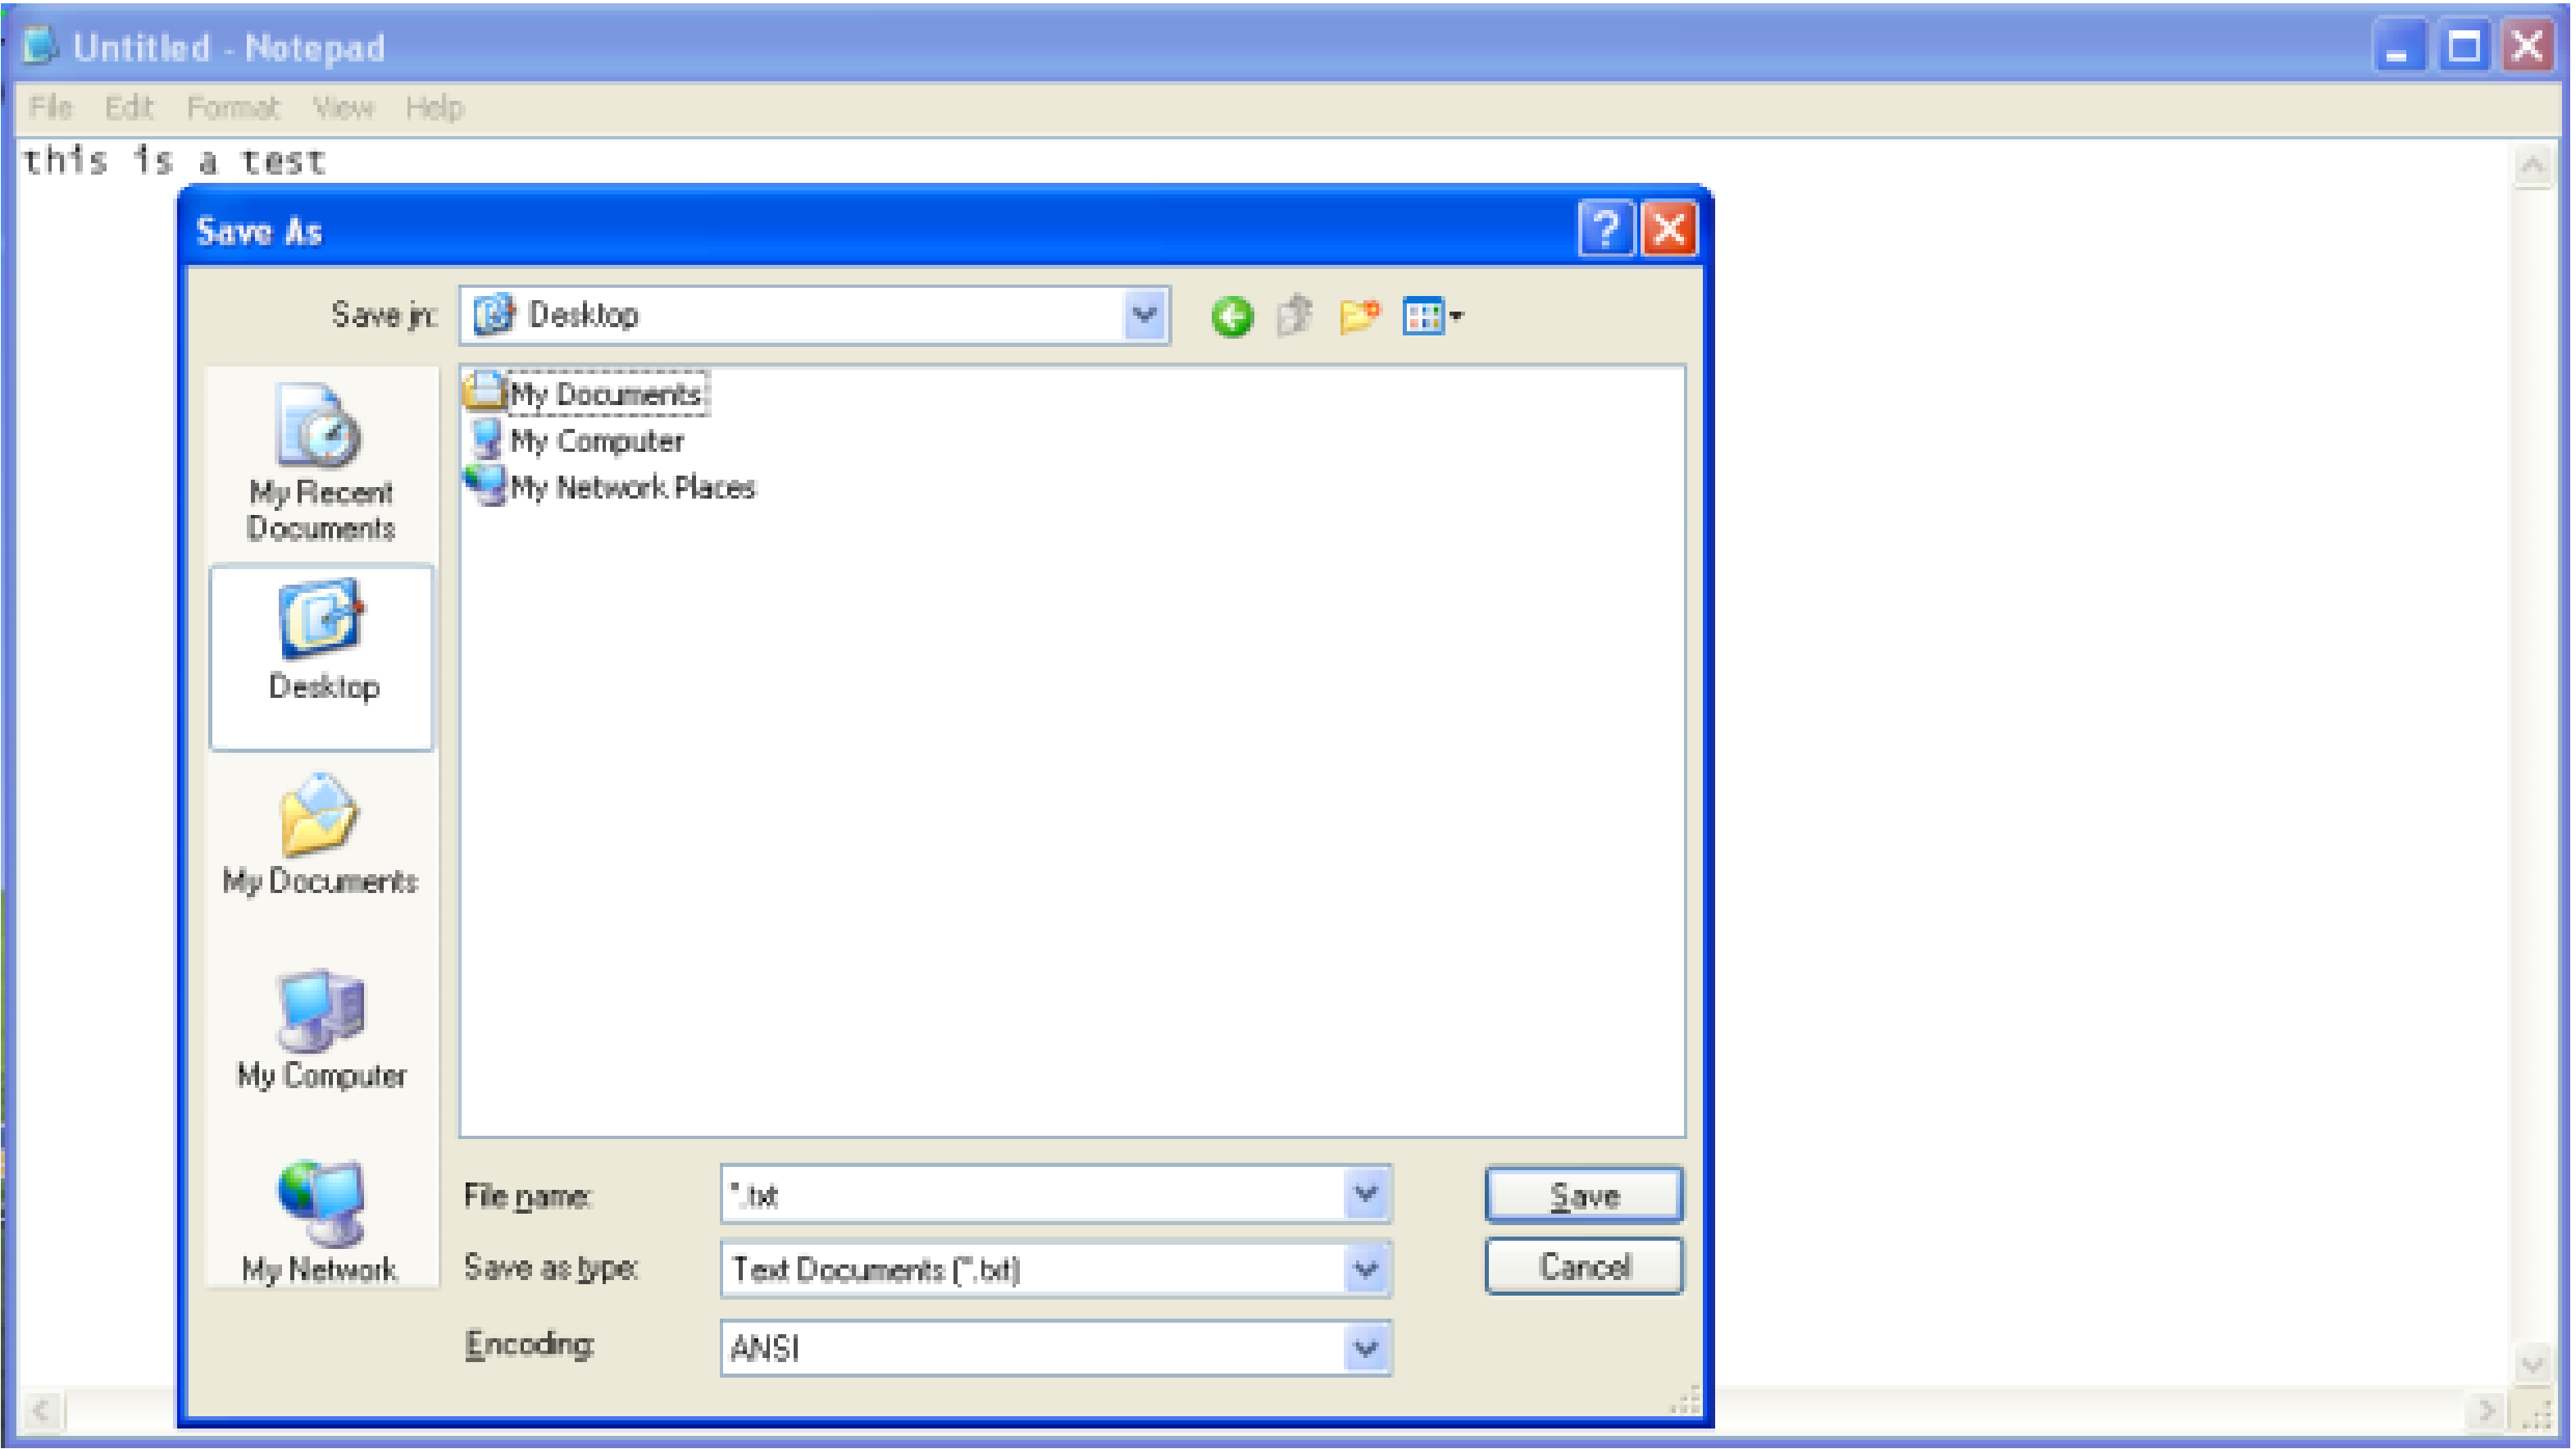 Untitled - Notepad
File Edit Format View Help
this is a test
Save As
Save in: Desktop
My Documents
My Computer
My Network Places
My Recent
Documents
Desktop
My Documents
My Computer
My Network
File name: *.txt
Save
Save as type: Text Documents (*.txt)
Cancel
Encoding: ANSI